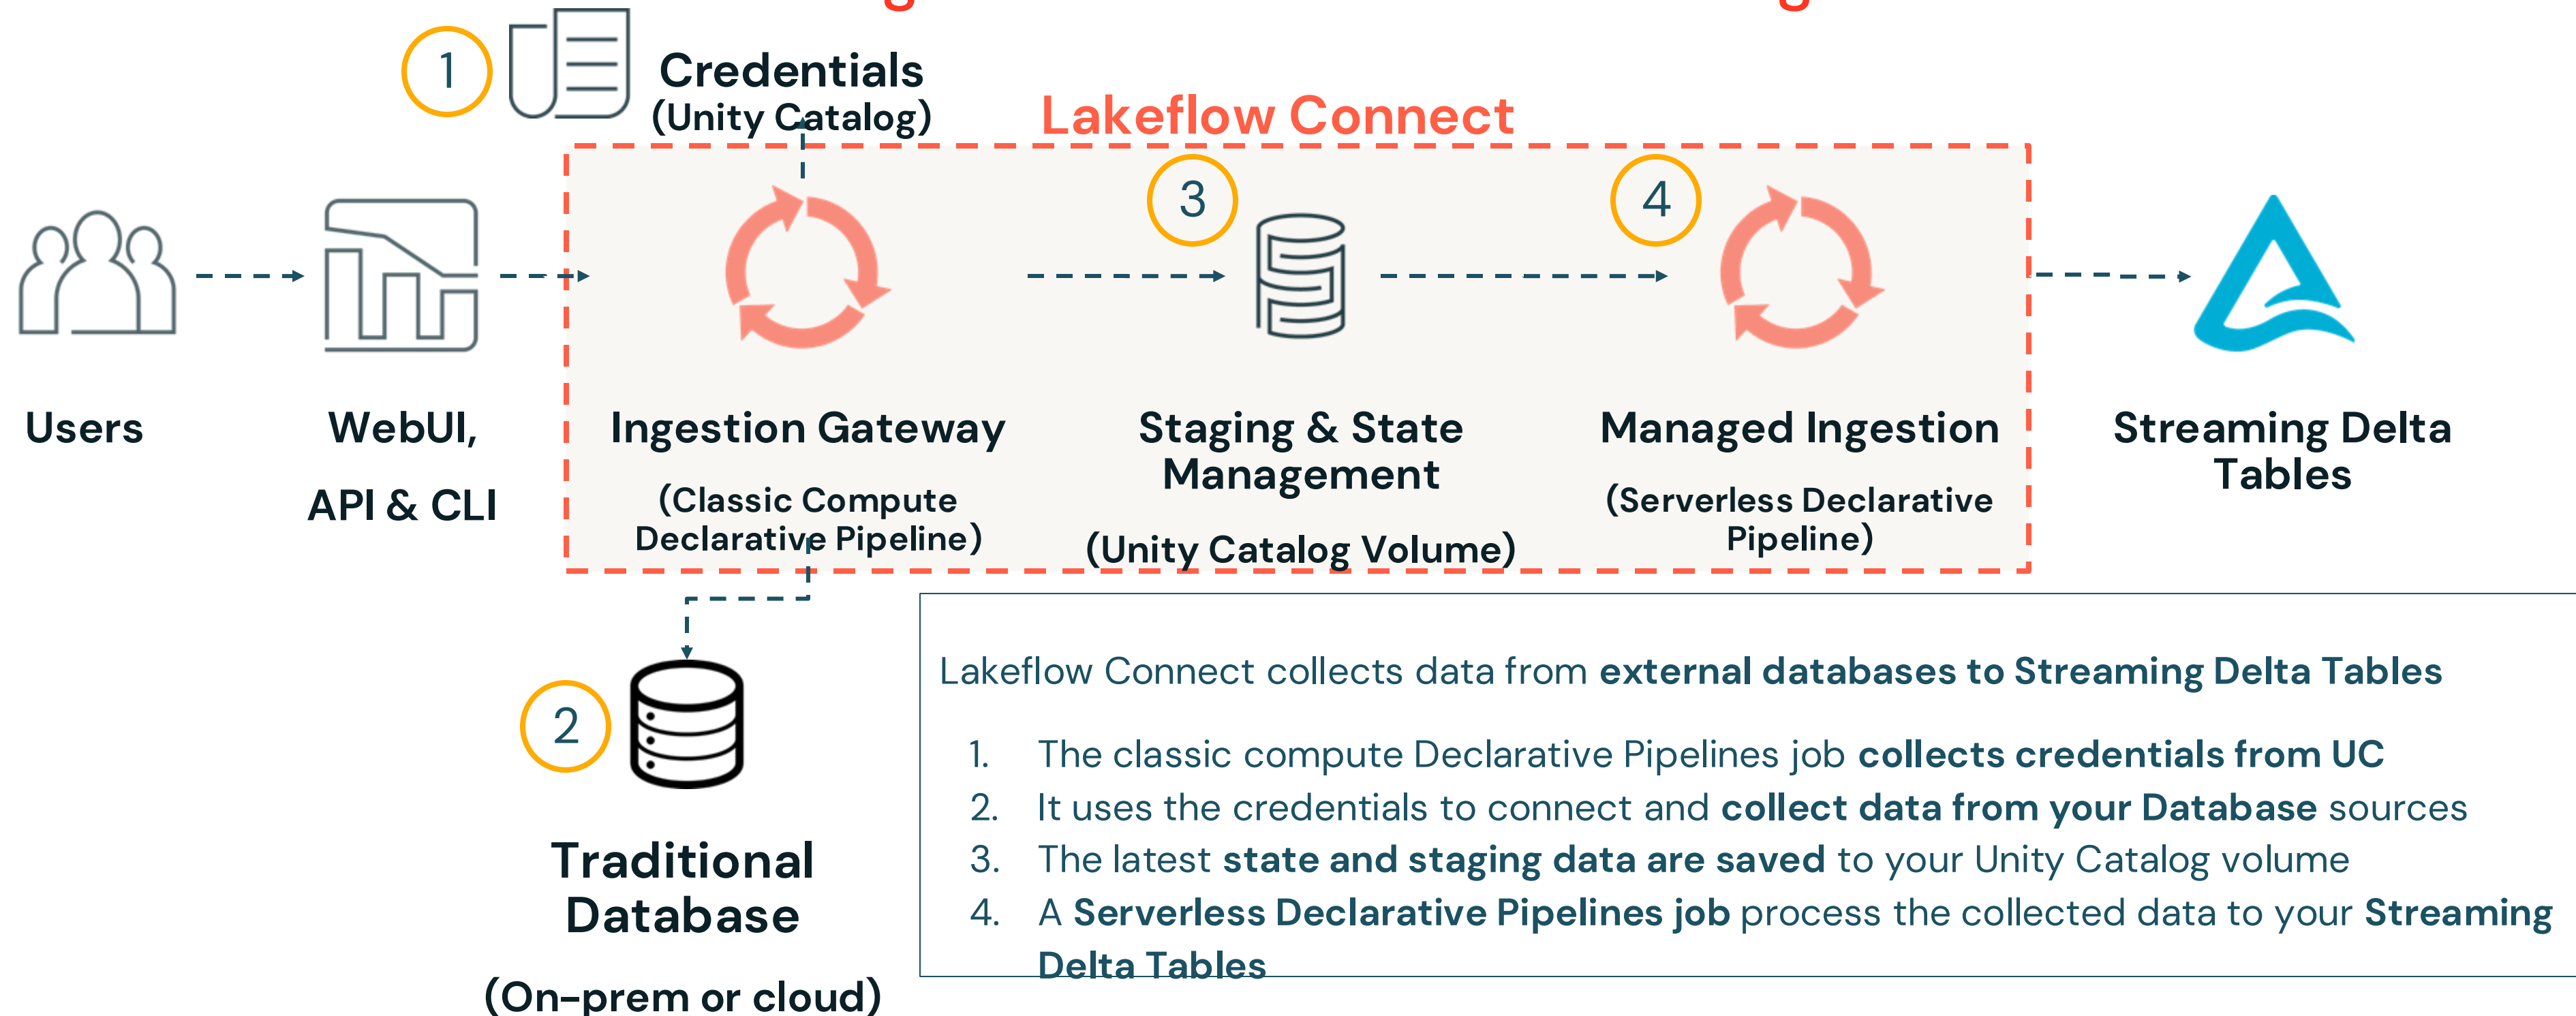 1
Credentials
(Unity Catalog)
Lakeflow Connect
3
4
Users
WebUI,
API & CLI
Ingestion Gateway
(Classic Compute
Declarative Pipeline)
Staging & State
Management
(Unity Catalog Volume)
Managed Ingestion
(Serverless Declarative
Pipeline)
Streaming Delta
Tables
2
Traditional
Database
(On-prem or cloud)
Lakeflow Connect collects data from external databases to Streaming Delta Tables
1. The classic compute Declarative Pipelines job collects credentials from UC
2. It uses the credentials to connect and collect data from your Database sources
3. The latest state and staging data are saved to your Unity Catalog volume
4. A Serverless Declarative Pipelines job process the collected data to your Streaming
Delta Tables